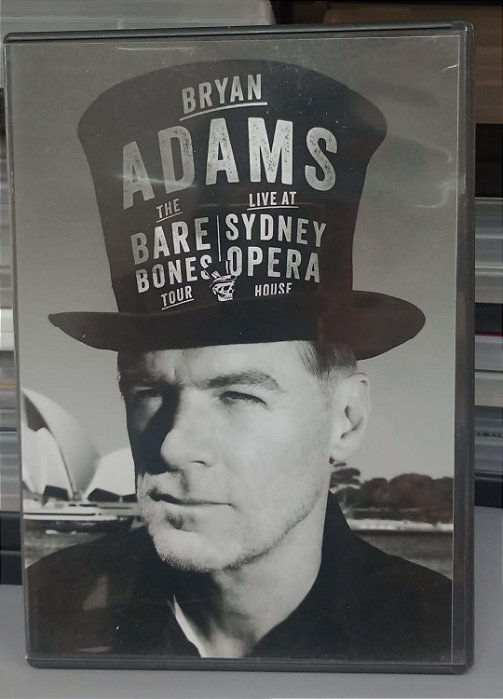 BRYAN
ADAMS
THE
BARE
BONES
TOUR
LIVE AT
SYDNEY
OPERA
HOUSE